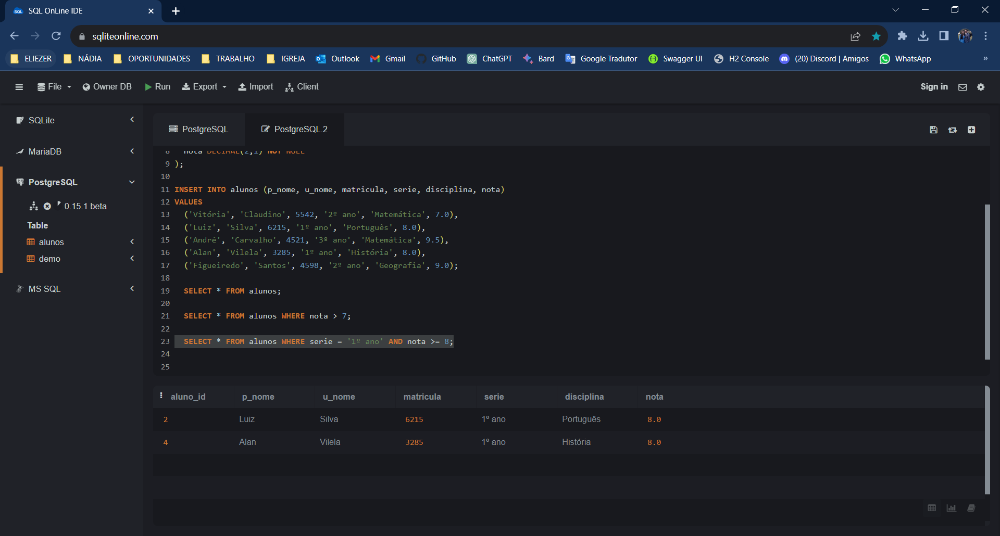 SQL OnLine IDE
sqliteonline.com
ELIEZER NÁDIA OPORTUNIDADES TRABALHO IGREJA Outlook Gmail GitHub ChatGPT Bard Google Tradutor Swagger UI H2 Console (20) Discord | Amigos WhatsApp »
File Owner DB Run Export Import Client Sign in
SQLite
MariaDB
PostgreSQL
0.15.1 beta
Table
alunos
demo
MS SQL
PostgreSQL PostgreSQL.2
8 nota DECIMAL(2,1) NOT NULL
9 );
10
11 INSERT INTO alunos (p_nome, u_nome, matricula, serie, disciplina, nota)
12 VALUES
13 ('Vitória', 'Claudino', 5542, '2º ano', 'Matemática', 7.0),
14 ('Luiz', 'Silva', 6215, '1º ano', 'Português', 8.0),
15 ('André', 'Carvalho', 4521, '3º ano', 'Matemática', 9.5),
16 ('Alan', 'Vilela', 3285, '1º ano', 'História', 8.0),
17 ('Figueiredo', 'Santos', 4598, '2º ano', 'Geografia', 9.0);
18
19 SELECT * FROM alunos;
20
21 SELECT * FROM alunos WHERE nota > 7;
22
23 SELECT * FROM alunos WHERE serie = '1º ano' AND nota >= 8;
24
25
aluno_id p_nome u_nome matricula serie disciplina nota
2 Luiz Silva 6215 1º ano Português 8.0
4 Alan Vilela 3285 1º ano História 8.0